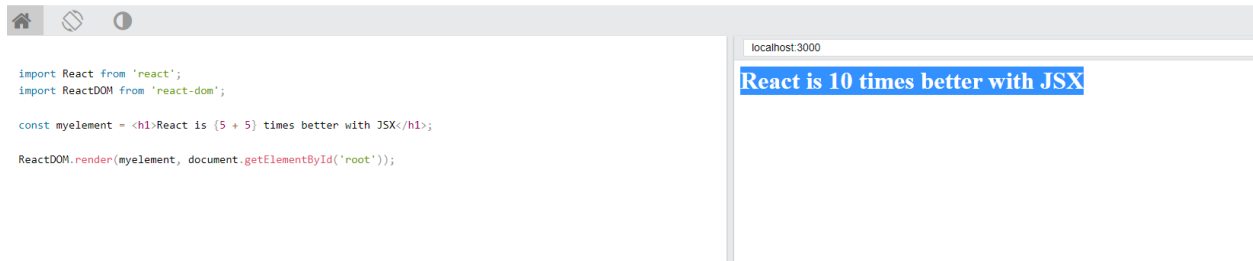 localhost:3000
import React from 'react';
import ReactDOM from 'react-dom';
const myelement = <h1>React is {5 + 5} times better with JSX</h1>;
ReactDOM.render(myelement, document.getElementById('root'));
React is 10 times better with JSX